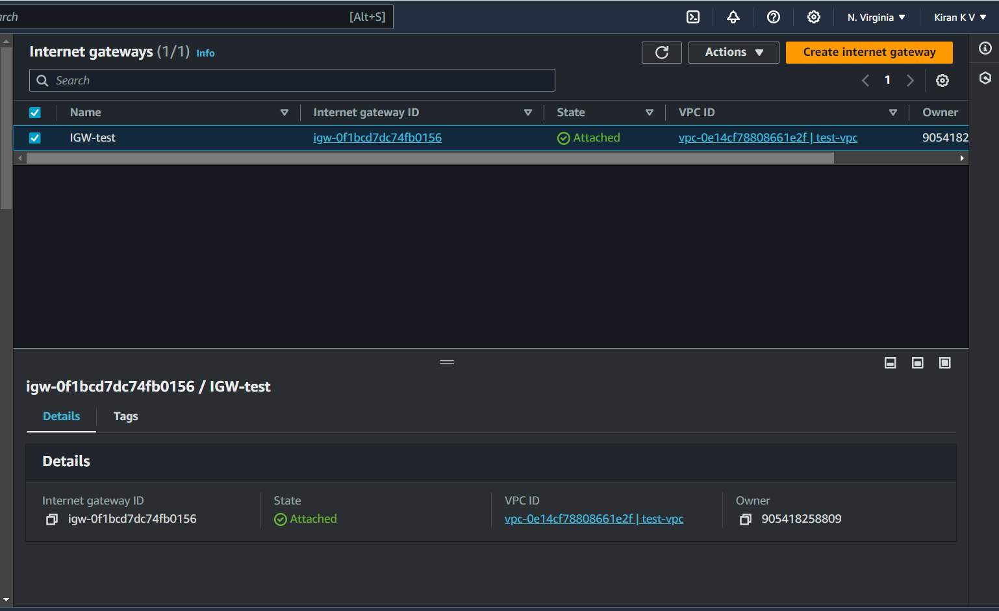 [Alt+S] N. Virginia Kiran K V
Internet gateways (1/1) Info Actions Create internet gateway
Search 1
Name Internet gateway ID State VPC ID Owner
IGW-test igw-0f1bcd7dc74fb0156 Attached vpc-0e14cf78808661e2f | test-vpc 9054182
igw-0f1bcd7dc74fb0156 / IGW-test
Details Tags
Details
Internet gateway ID State VPC ID Owner
igw-0f1bcd7dc74fb0156 Attached vpc-0e14cf78808661e2f | test-vpc 905418258809